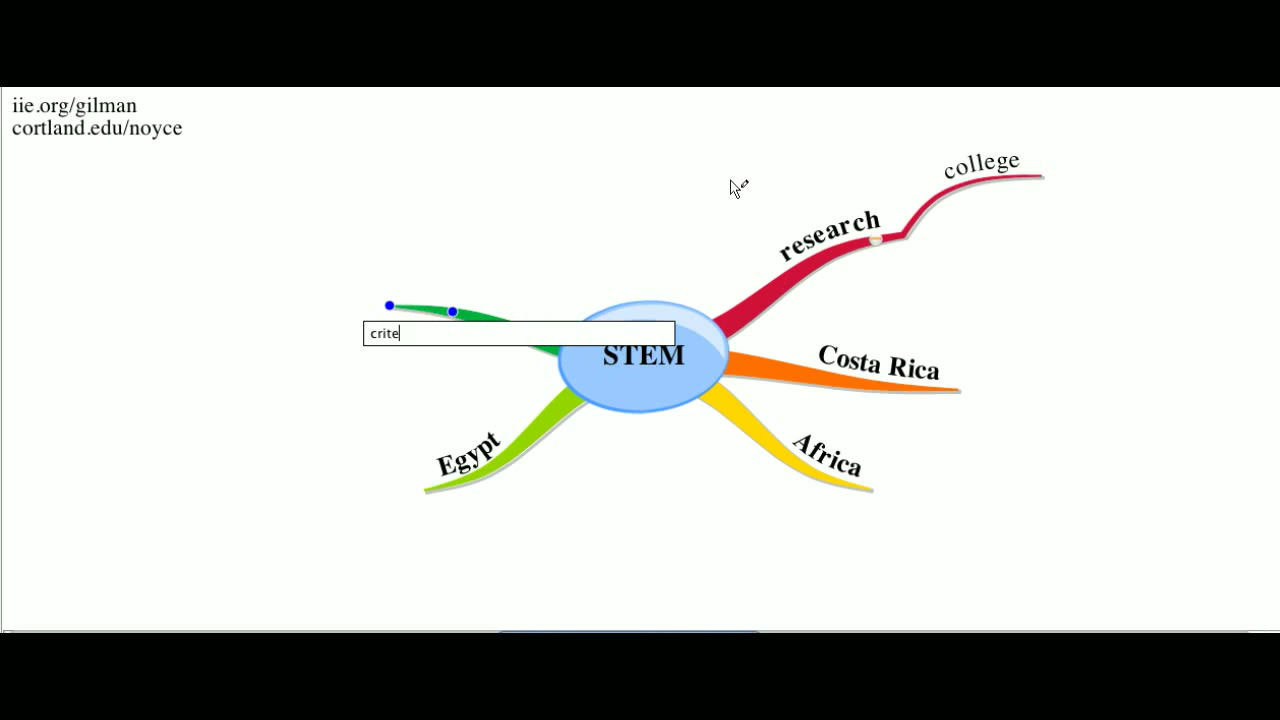 iie.org/gilman
cortland.edu/noyce
college
research
crite
STEM
Costa Rica
Egypt
Africa